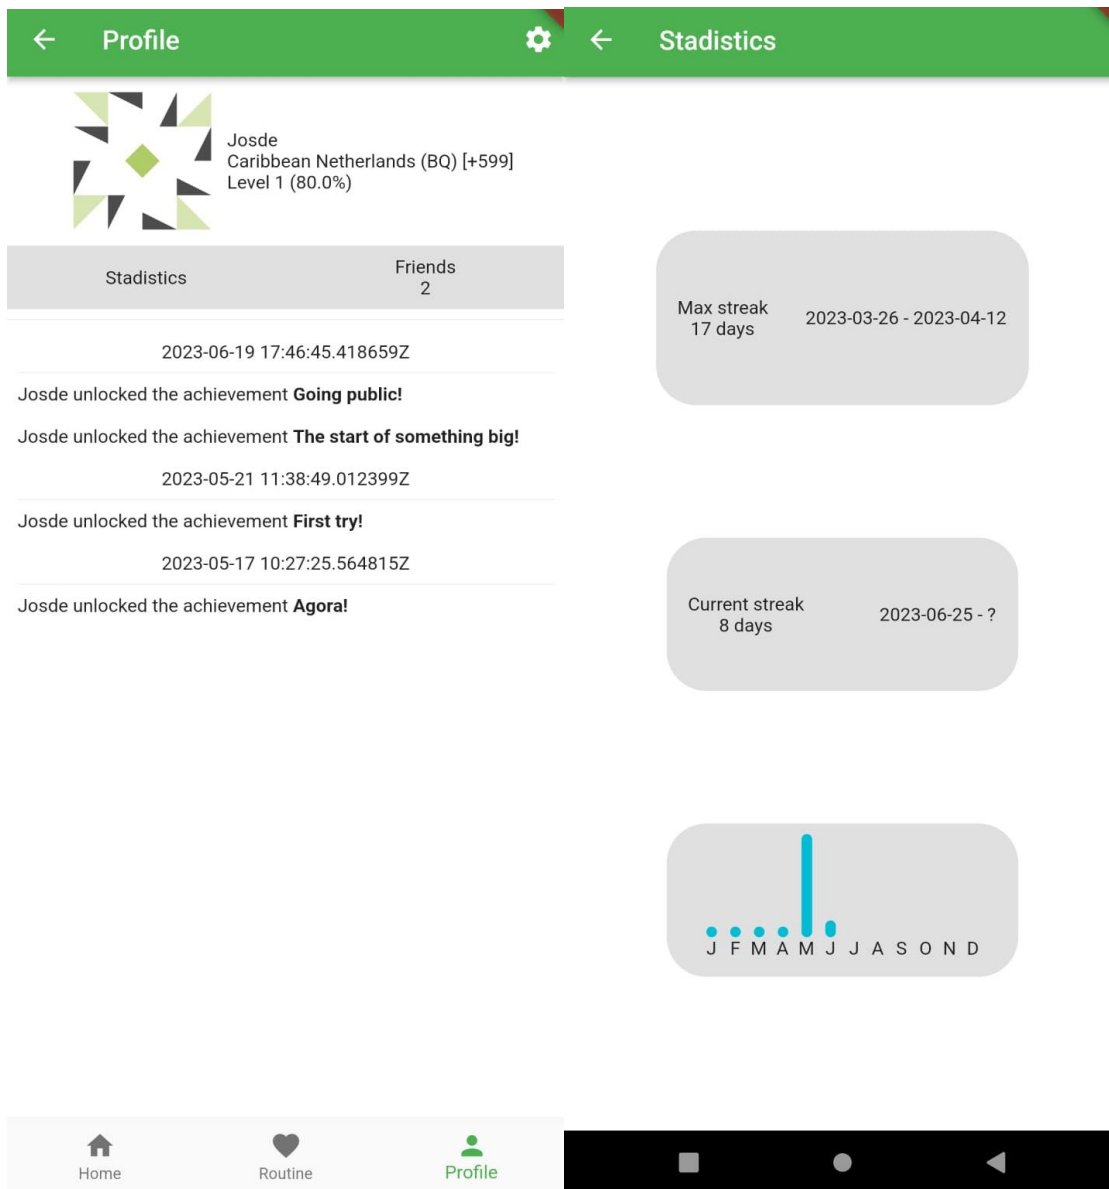 Profile
Josde
Caribbean Netherlands (BQ) [+599]
Level 1 (80.0%)
Stadistics
Friends
2
2023-06-19 17:46:45.418659Z
Josde unlocked the achievement Going public!
Josde unlocked the achievement The start of something big!
2023-05-21 11:38:49.012399Z
Josde unlocked the achievement First try!
2023-05-17 10:27:25.564815Z
Josde unlocked the achievement Agora!
Home
Routine
Profile
Stadistics
Max streak
17 days
2023-03-26 - 2023-04-12
Current streak
8 days
2023-06-25 - ?
J F M A M J J A S O N D